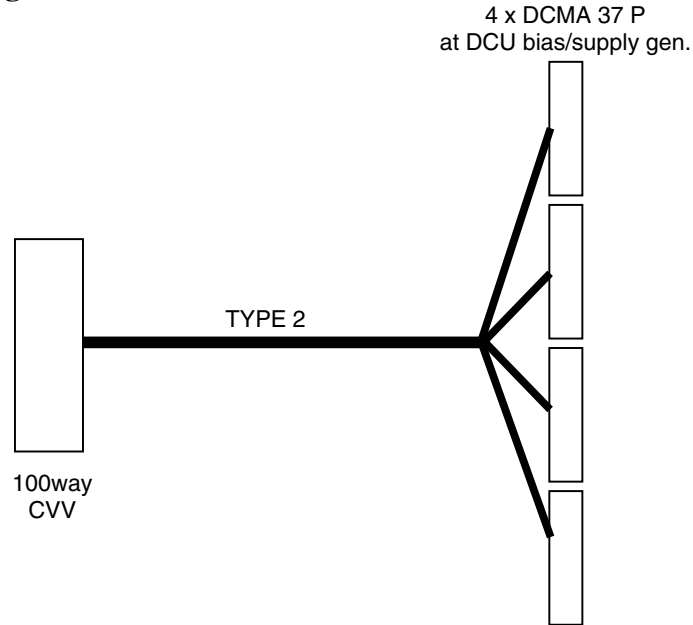 4 x DCMA 37 P
at DCU bias/supply gen.
TYPE 2
100way
CVV